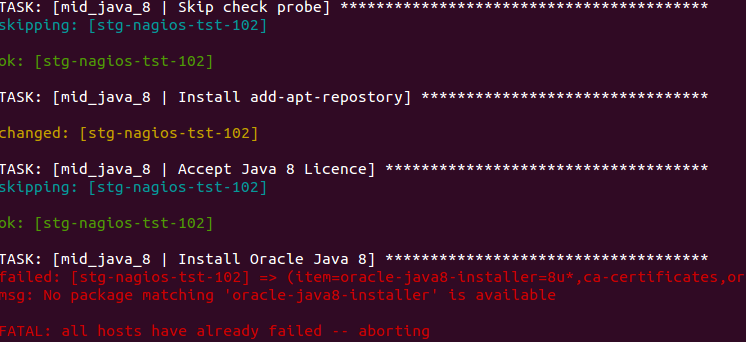 TASK: [mid_java_8 | Skip check probe] *****************************************
skipping: [stg-nagios-tst-102]
ok: [stg-nagios-tst-102]
TASK: [mid_java_8 | Install add-apt-repostory] ********************************
changed: [stg-nagios-tst-102]
TASK: [mid_java_8 | Accept Java 8 Licence] ************************************
skipping: [stg-nagios-tst-102]
ok: [stg-nagios-tst-102]
TASK: [mid_java_8 | Install Oracle Java 8] ************************************
failed: [stg-nagios-tst-102] => (item=oracle-java8-installer=8u*,ca-certificates,or
msg: No package matching 'oracle-java8-installer' is available
FATAL: all hosts have already failed -- aborting